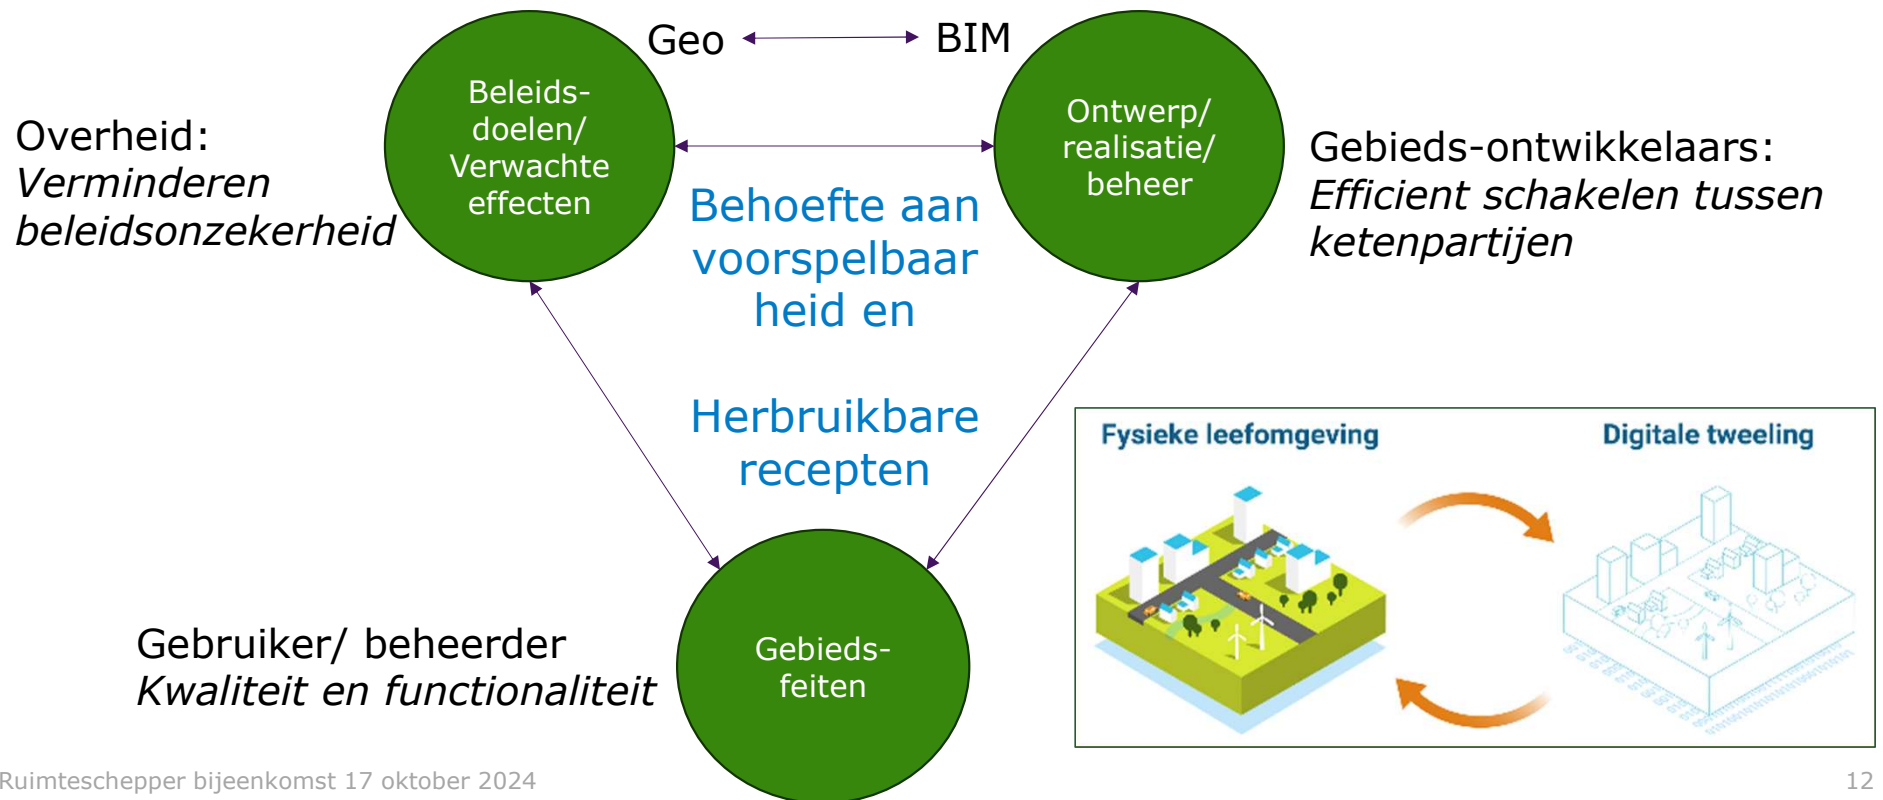 Geo
BIM
Beleids-
doelen/
Verwachte
effecten
Ontwerp/
realisatie/
beheer
Overheid:
Verminderen
beleidsonzekerheid
Gebieds-ontwikkelaars:
Efficient schakelen tussen
ketenpartijen
Behoefte aan
voorspelbaar
heid en
Herbruikbare
recepten
Fysieke leefomgeving
Digitale tweeling
Gebruiker/ beheerder
Kwaliteit en functionaliteit
Gebieds-
feiten
Ruimteschepper bijeenkomst 17 oktober 2024
12